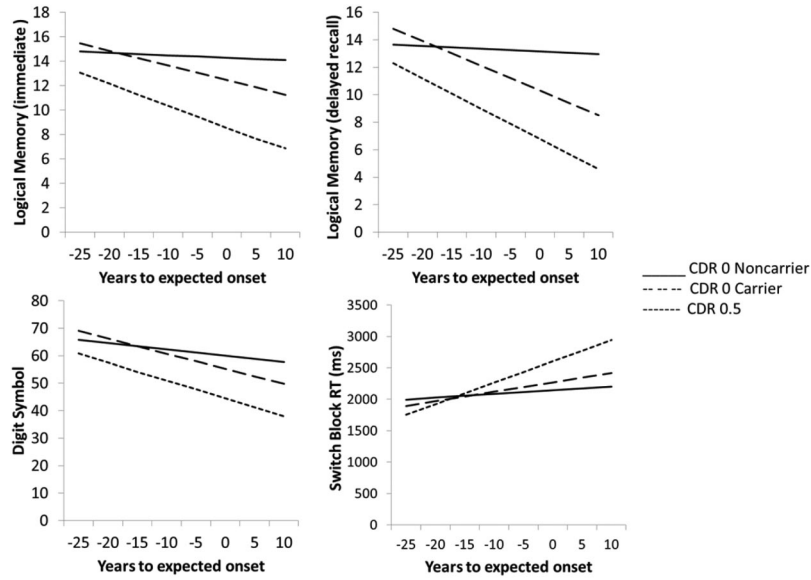 Logical Memory (immediate )
18
16
14
12
10
8
6
4
2
0
-25 -20 -15 -10 -5 0 5 10
Years to expected onset
Logical Memory (delayed recall)
16
14
12
10
8
6
4
2
0
-25 -20 -15 -10 -5 0 5 10
Years to expected onset
CDR 0 Noncarrier
CDR 0 Carrier
CDR 0.5
Digit Symbol
80
70
60
50
40
30
20
10
0
-25 -20 -15 -10 -5 0 5 10
Years to expected onset
Switch Block RT (ms)
3500
3000
2500
2000
1500
1000
500
0
-25 -20 -15 -10 -5 0 5 10
Years to expected onset